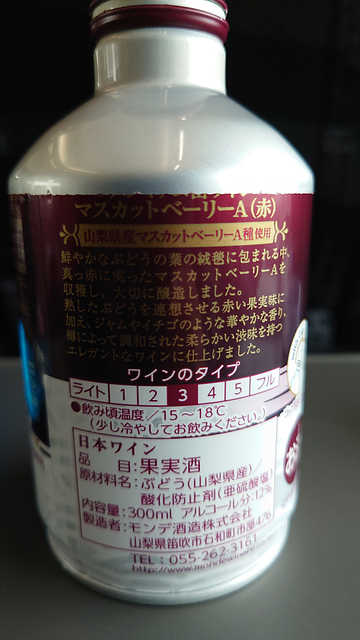 マスカットベーリーA(赤)
山梨県産マスカットベーリーA種使用
鮮やかなぶどうの葉の絨毯に包まれる中、
真っ赤に実ったマスカットベーリーAを
収穫し、大切に醸造しました。
熟したぶどうを連想させる赤い果実味に
加え、ジャムやイチゴのような華やかな香り、
樽によって調和された柔らかい渋味を持つ
エレガントなワインに仕上げました。
ワインのタイプ
ライト 1 2 3 4 5 フル
●飲み頃温度/15~18℃
(少し冷やしてお飲みください。)
日本ワイン
品 目:果実酒
原材料名:ぶどう(山梨県産)/
酸化防止剤(亜硫酸塩)
内容量:300ml アルコール分:12%
製造者:モンデ酒造株式会社
山梨県笛吹市石和町市部476
TEL:055-262-3161